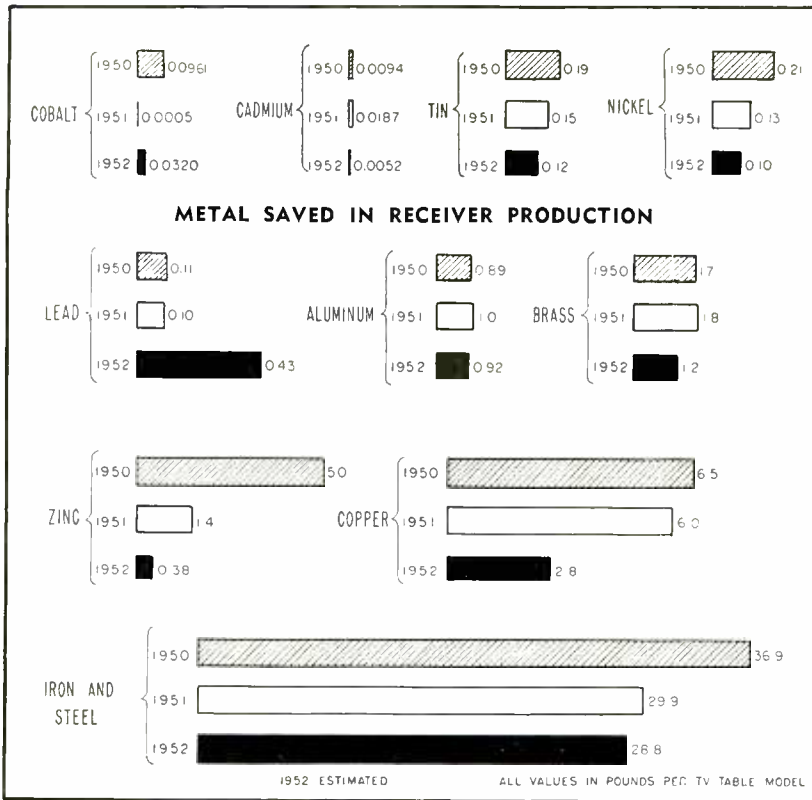 1950 0.0961
1950 0.0094
1950 0.19
1950 0.21
COBALT 1951 0.0005
CADMIUM 1951 0.0187
TIN 1951 0.15
NICKEL 1951 0.13
1952 0.0320
1952 0.0052
1952 0.12
1952 0.10
METAL SAVED IN RECEIVER PRODUCTION
1950 0.11
1950 0.89
1950 1.7
LEAD 1951 0.10
ALUMINUM 1951 1.0
BRASS 1951 1.8
1952 0.43
1952 0.92
1952 1.2
1950 5.0
1950 6.5
ZINC 1951 1.4
COPPER 1951 6.0
1952 0.38
1952 2.8
1950 36.9
IRON AND
STEEL
1951 29.9
1952 28.8
1952 ESTIMATED
ALL VALUES IN POUNDS PER TV TABLE MODEL